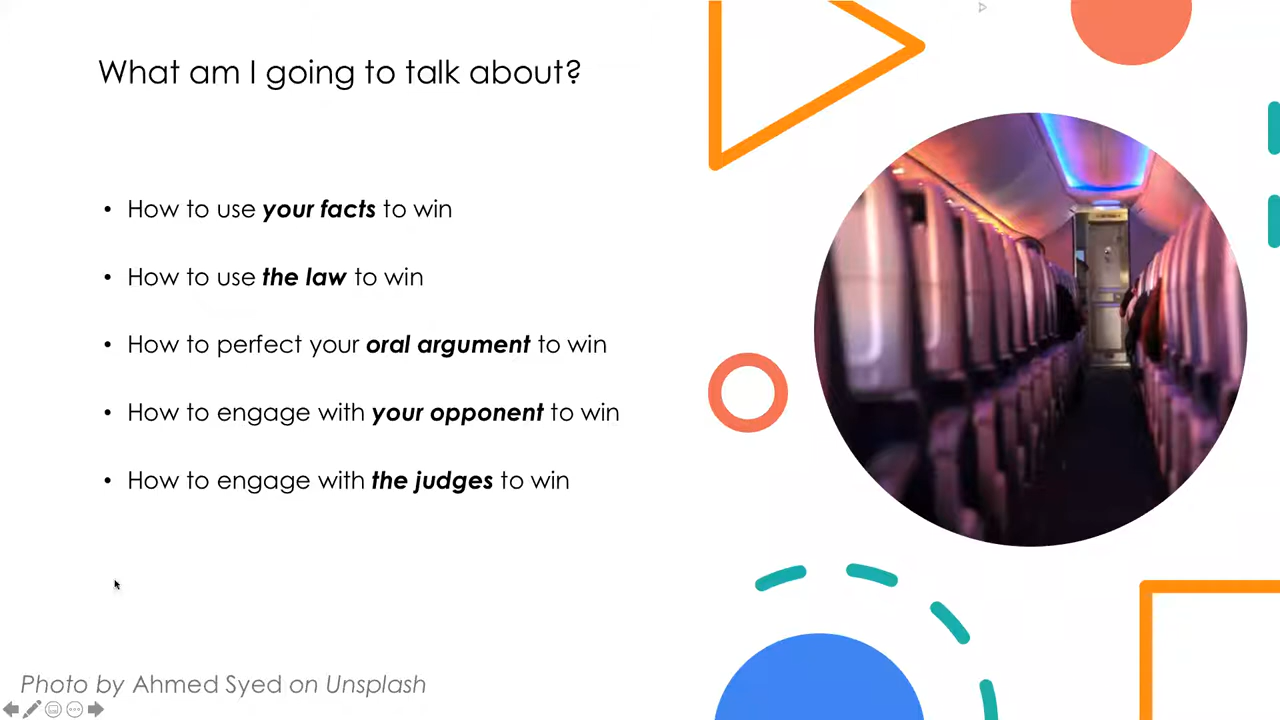 What am I going to talk about?
• How to use your facts to win
• How to use the law to win
• How to perfect your oral argument to win
• How to engage with your opponent to win
• How to engage with the judges to win
Photo by Ahmed Syed on Unsplash